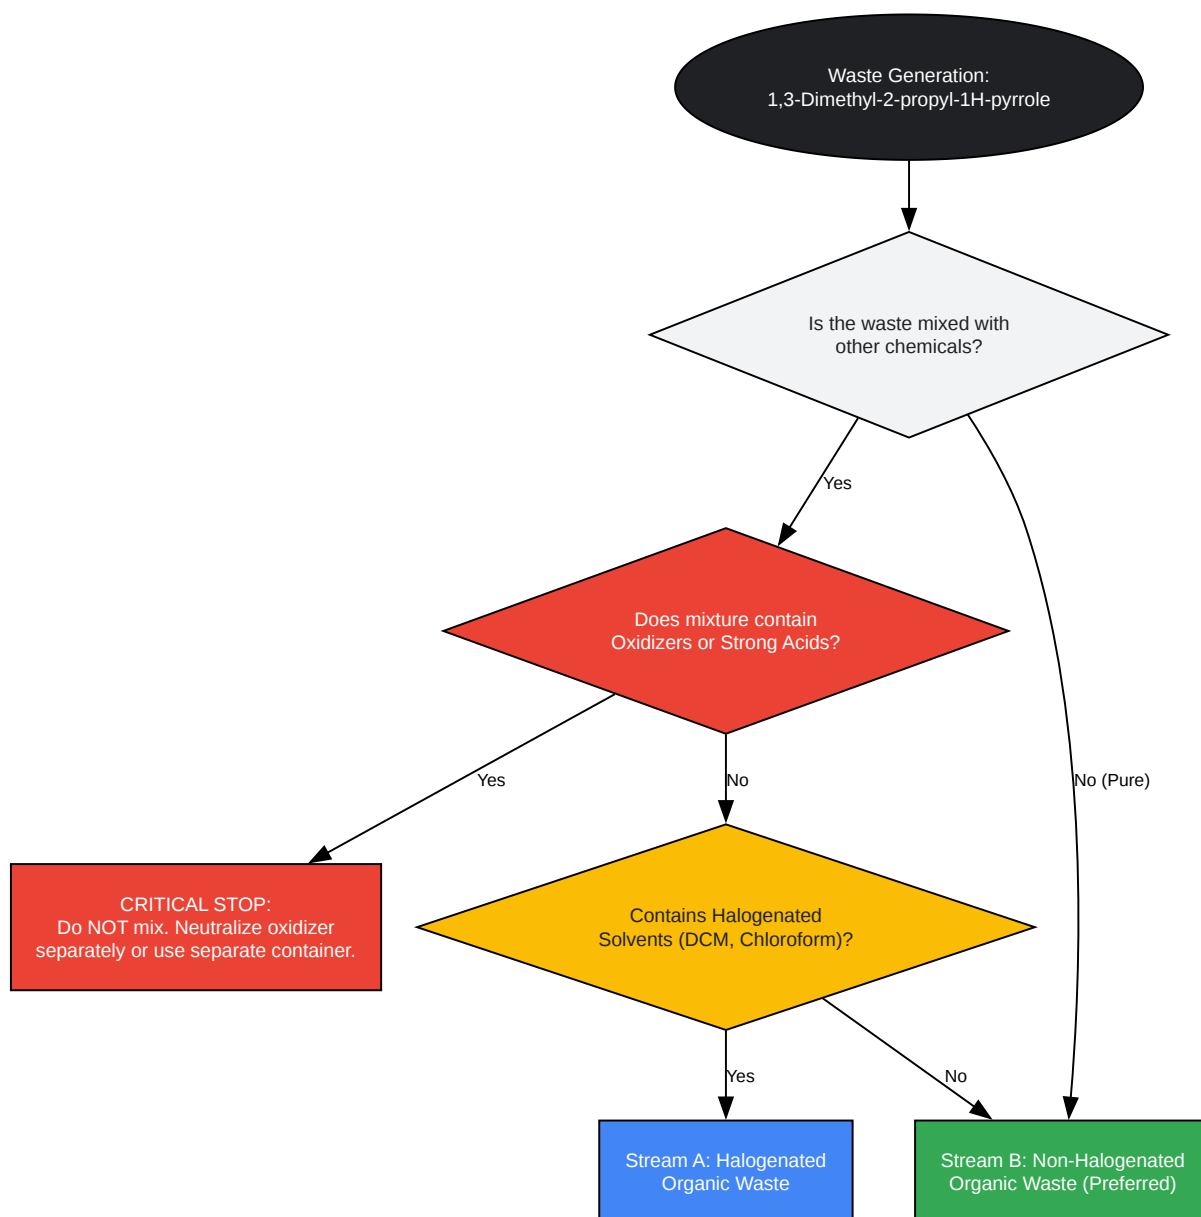 Waste Generation:
1,3-Dimethyl-2-propyl-1H-pyrrole
Is the waste mixed with
other chemicals?
Yes
Does mixture contain
Oxidizers or Strong Acids?
Yes
No
No (Pure)
CRITICAL STOP:
Do NOT mix. Neutralize oxidizer
separately or use separate container.
Contains Halogenated
Solvents (DCM, Chloroform)?
Yes
No
Stream A: Halogenated
Organic Waste
Stream B: Non-Halogenated
Organic Waste (Preferred)